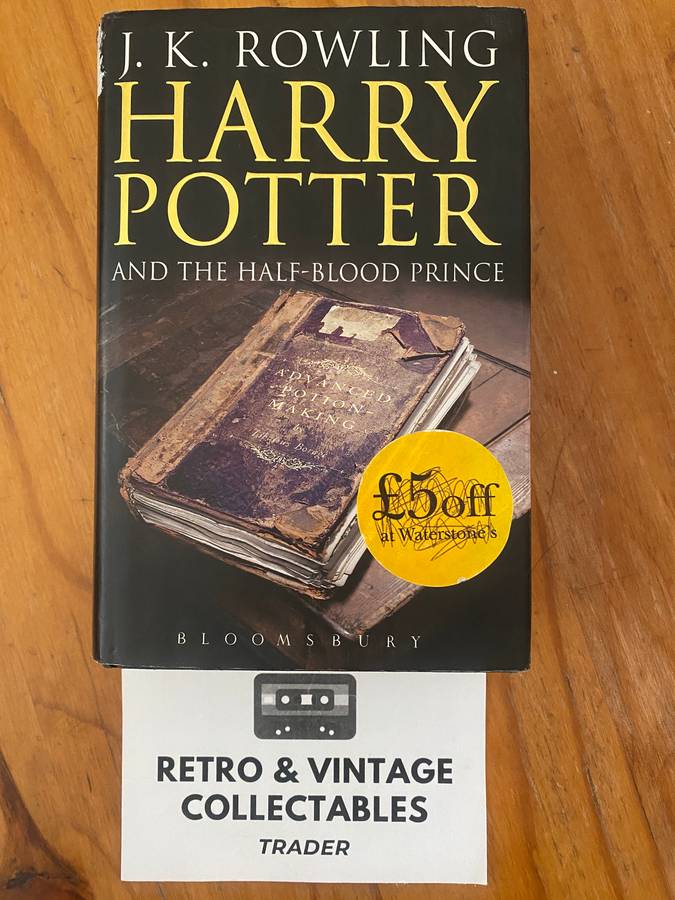 J. K. ROWLING
HARRY
POTTER
AND THE HALF-BLOOD PRINCE
ADVANCED
POTION-
MAKING
by
£5off
at Waterstone's
BLOOMSBURY
RETRO & VINTAGE
COLLECTABLES
TRADER